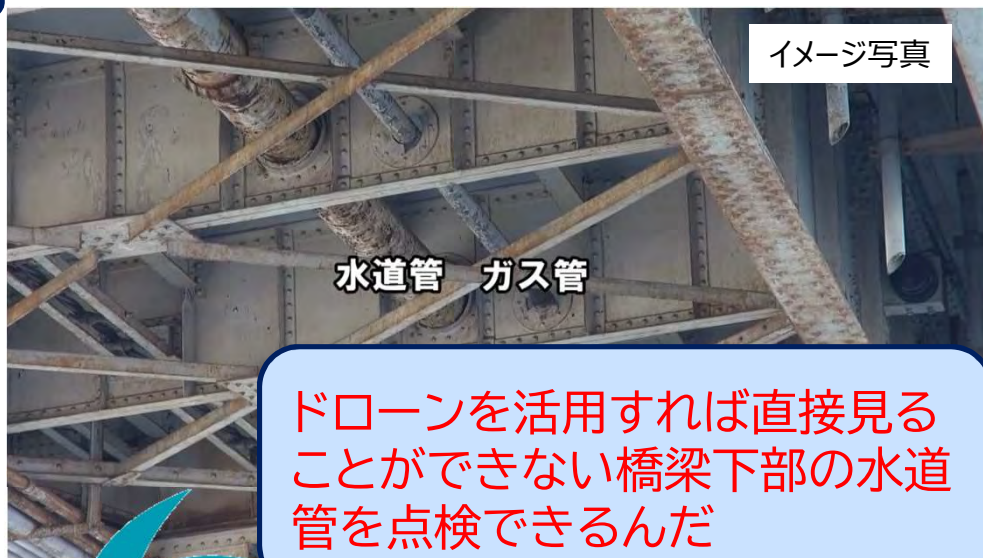 イメージ写真
水道管 ガス管
ドローンを活用すれば直接見る
ことができない橋梁下部の水道
管を点検できるんだ